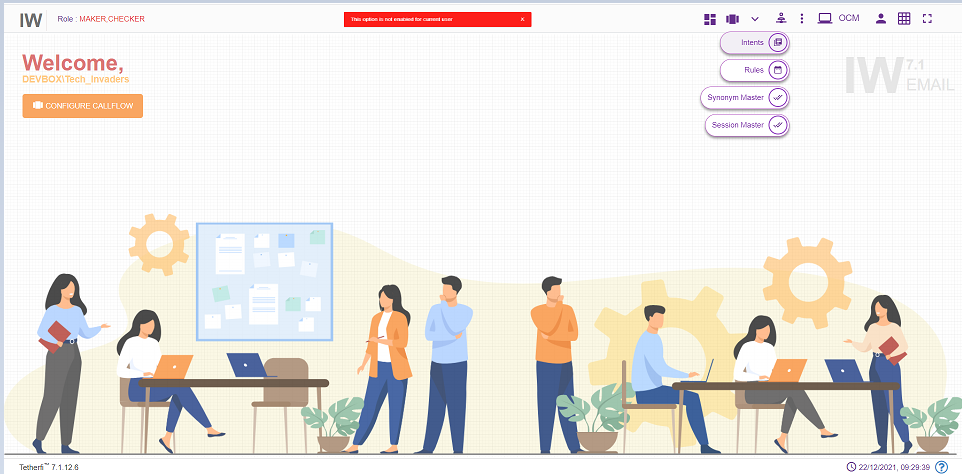 IW
Role : MAKER,CHECKER
This option is not enabled for current user
×
OCM
Welcome,
DEVBOX\Tech_Invaders
CONFIGURE CALLFLOW
Intents
Rules
Synonym Master
Session Master
IW 7.1
EMAIL
Tetherfi™ 7.1.12.6
22/12/2021, 09:29:39
?